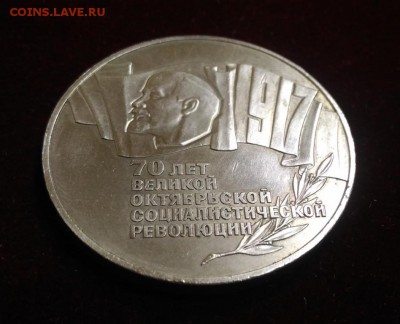 COINS.LAVE.RU
1917
70 ЛЕТ
ВЕЛИКОЙ
ОКТЯБРЬСКОЙ
СОЦИАЛИСТИЧЕСКОЙ
РЕВОЛЮЦИИ